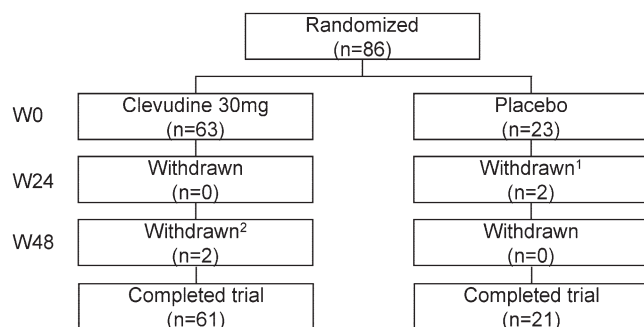 Randomized
(n=86)
W0
Clevudine 30mg
(n=63)
Placebo
(n=23)
W24
Withdrawn
(n=0)
Withdrawn¹
(n=2)
W48
Withdrawn²
(n=2)
Withdrawn
(n=0)
Completed trial
(n=61)
Completed trial
(n=21)